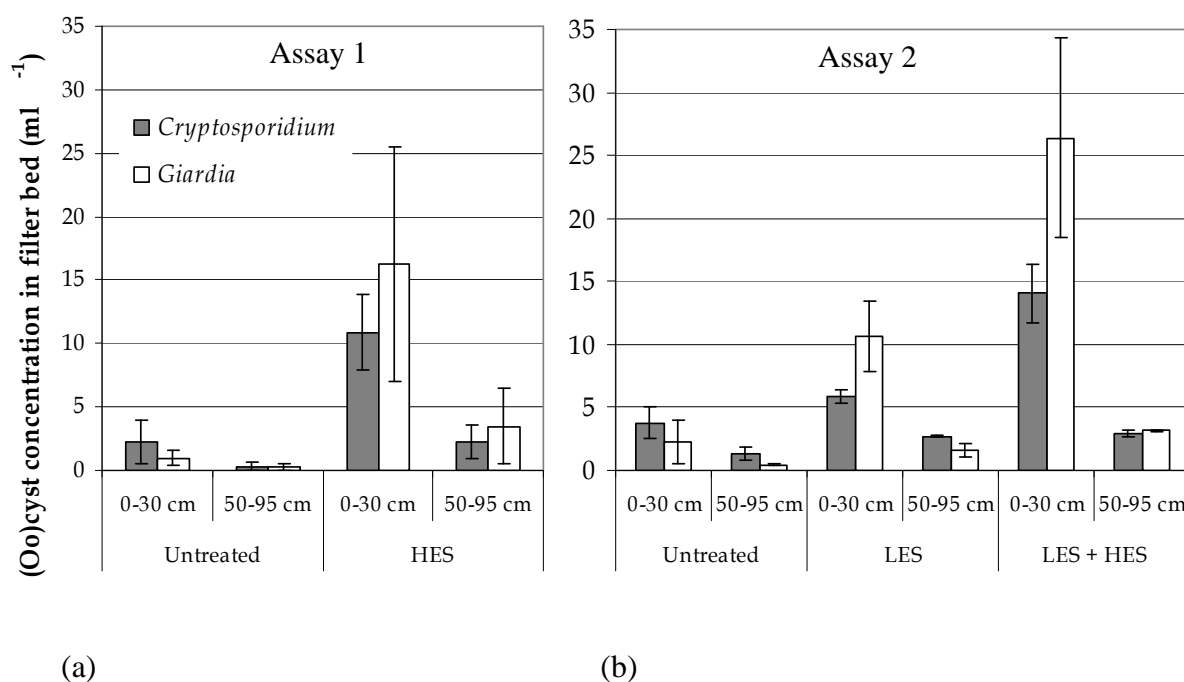 (Oo)cyst concentration in filter bed (ml -1)
35
30
25
20
15
10
5
0
Assay 1
Cryptosporidium
Giardia
0-30 cm 50-95 cm 0-30 cm 50-95 cm
Untreated HES
(a)
35
30
25
20
15
10
5
0
Assay 2
0-30 cm 50-95 cm 0-30 cm 50-95 cm 0-30 cm 50-95 cm
Untreated LES LES + HES
(b)